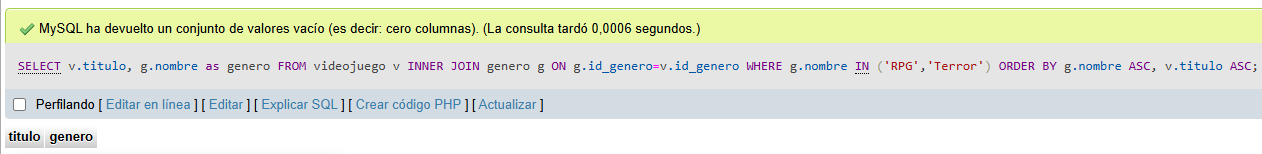 MySQL ha devuelto un conjunto de valores vacío (es decir: cero columnas). (La consulta tardó 0,0006 segundos.)
SELECT v.titulo, g.nombre as genero FROM videojuego v INNER JOIN genero g ON g.id_genero=v.id_genero WHERE g.nombre IN ('RPG','Terror') ORDER BY g.nombre ASC, v.titulo ASC;
Perfilando [ Editar en línea ] [ Editar ] [ Explicar SQL ] [ Crear código PHP ] [ Actualizar ]
titulo genero